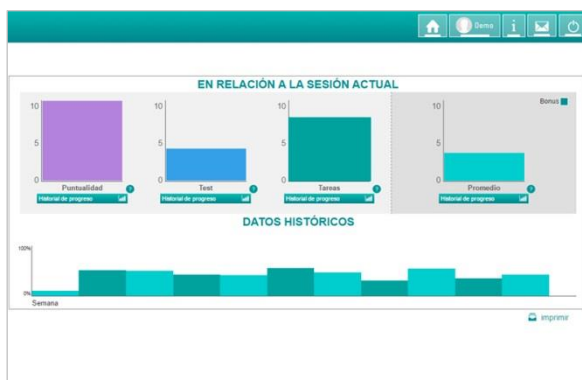 Demo
EN RELACIÓN A LA SESIÓN ACTUAL
10
5
0
Puntualidad
?
Historial de progreso
10
5
0
Test
?
Historial de progreso
10
5
0
Tareas
?
Historial de progreso
Bonus
10
5
0
Promedio
?
Historial de progreso
DATOS HISTÓRICOS
100%
0%
Semana
imprimir